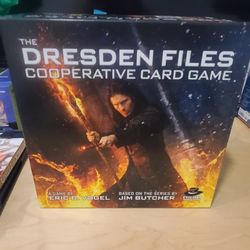 THE
DRESDEN FILES
COOPERATIVE CARD GAME
A GAME BY
ERIC B. VOGEL
BASED ON THE SERIES BY
JIM BUTCHER